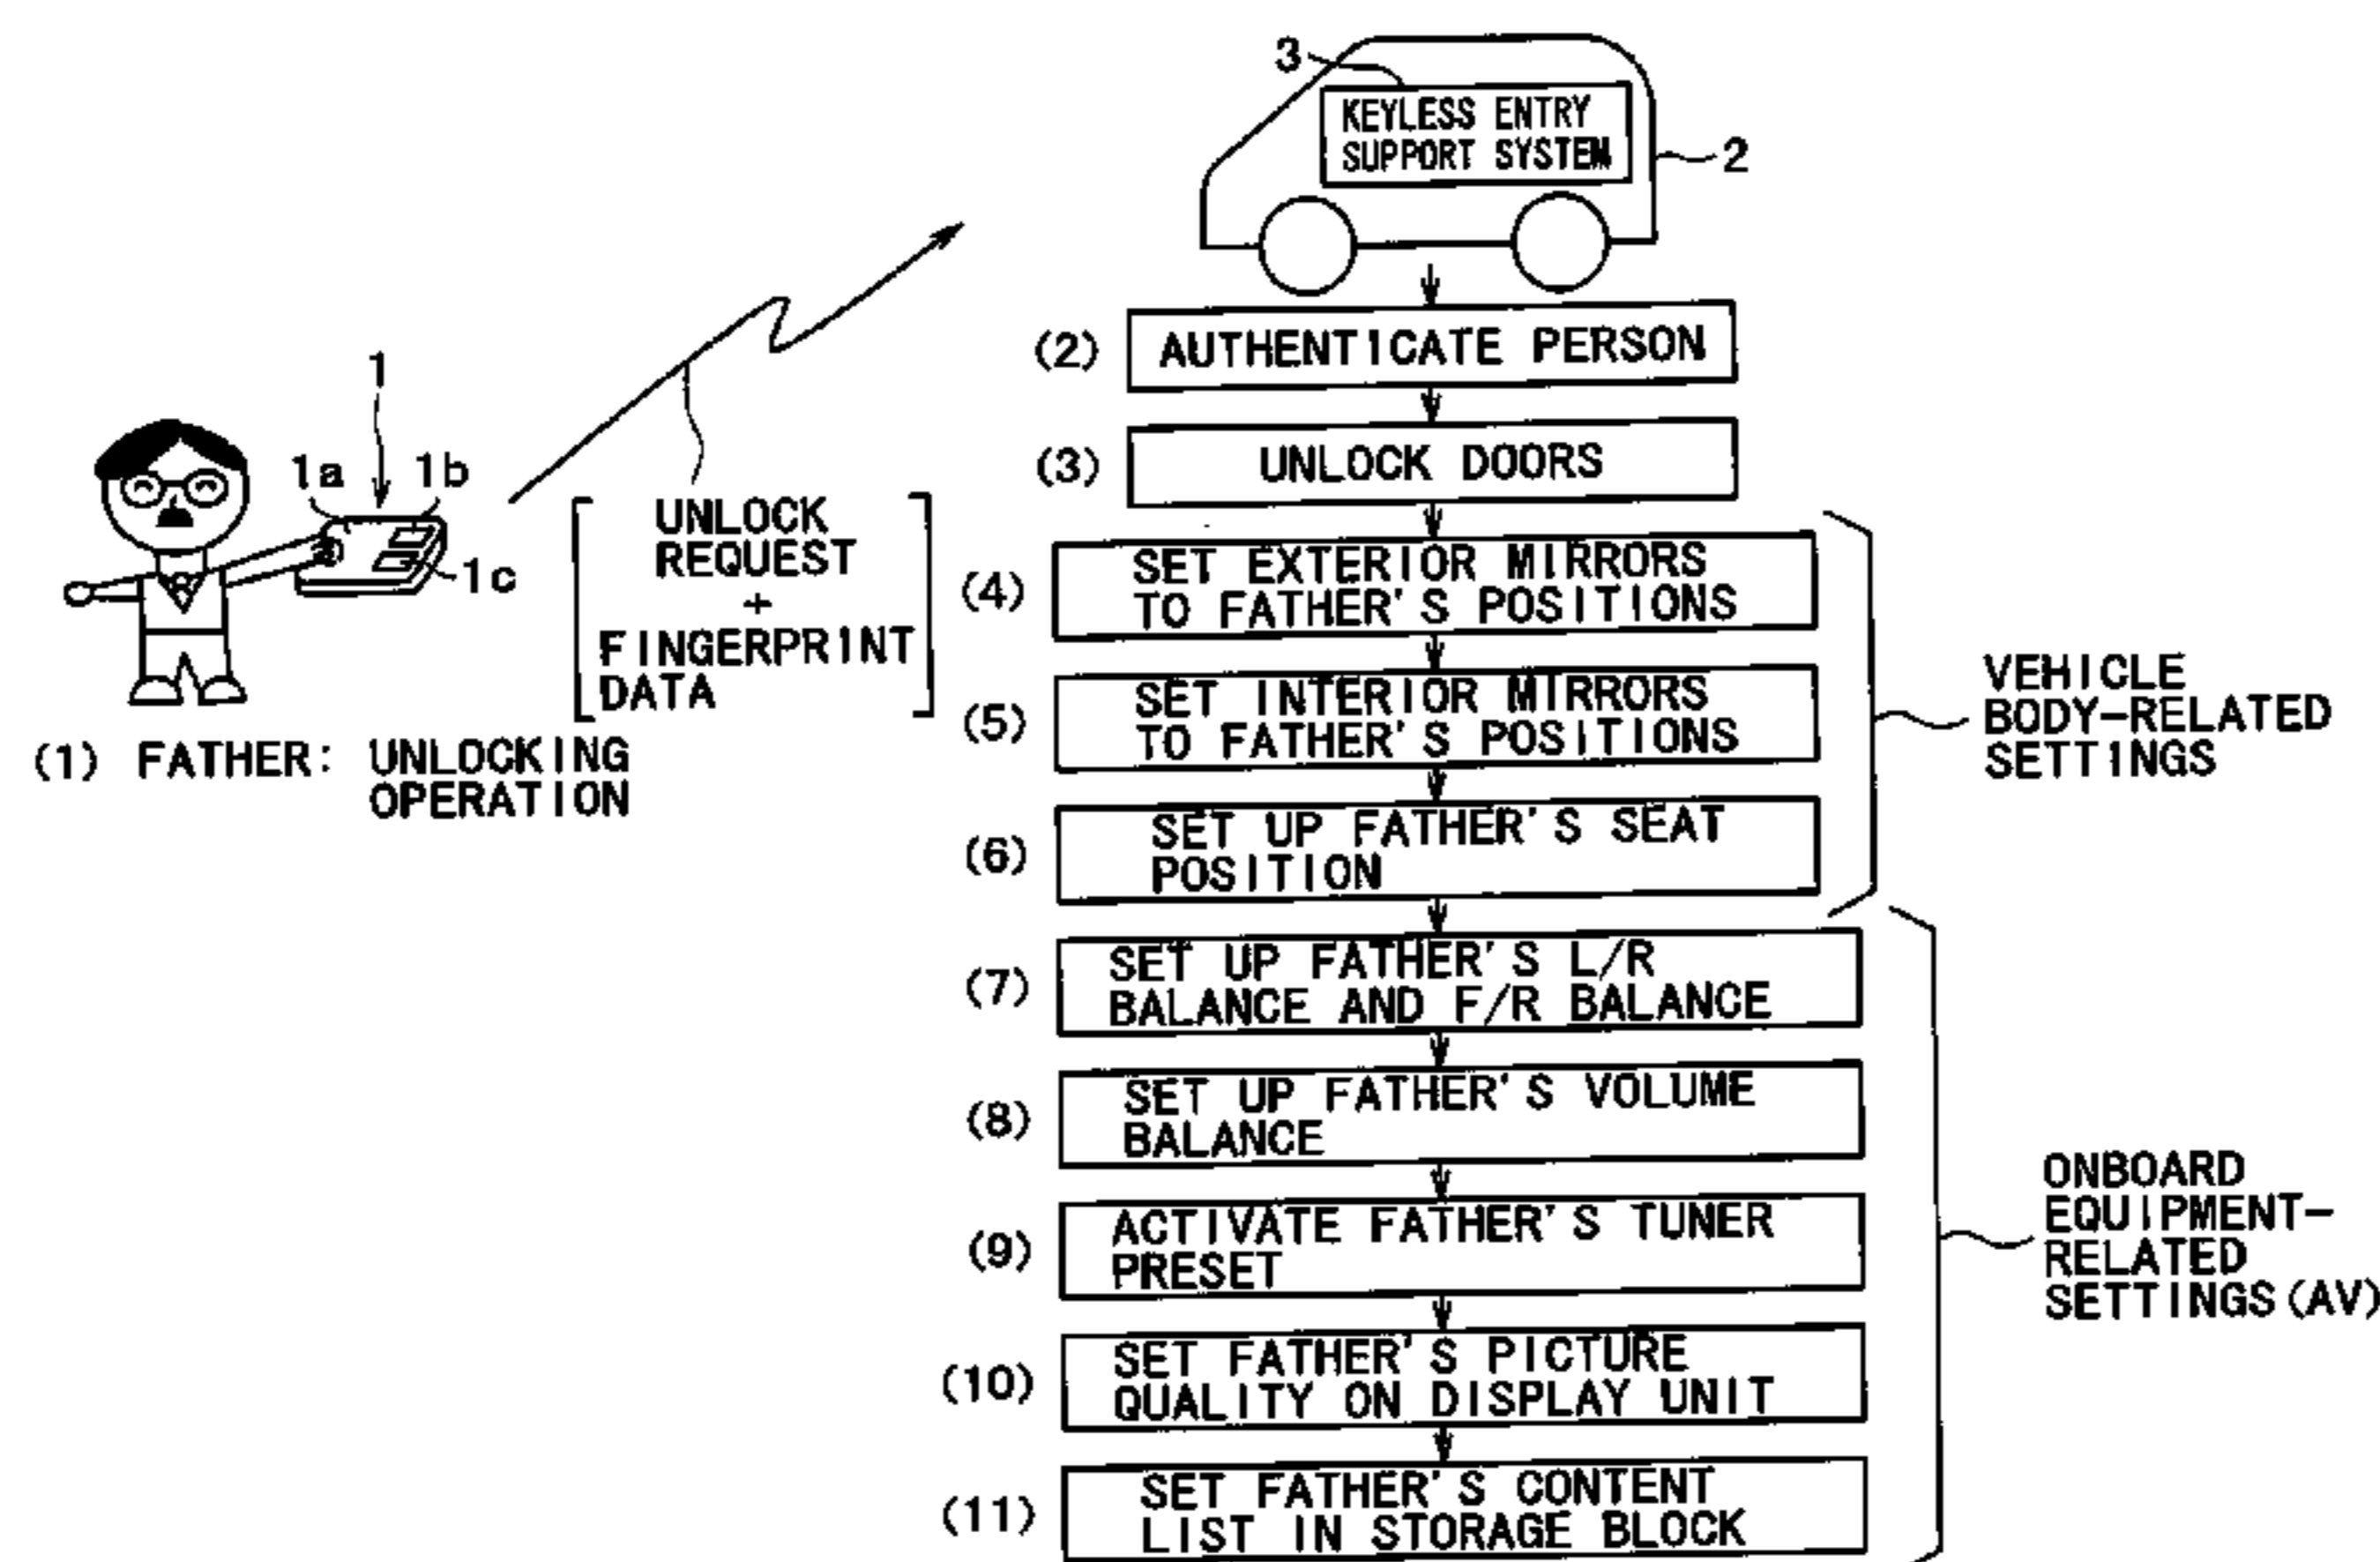 3
KEYLESS ENTRY
SUPPORT SYSTEM
2
(2) AUTHENTICATE PERSON
(3) UNLOCK DOORS
1
1a
1b
1c
UNLOCK
REQUEST
+
FINGERPRINT
DATA
(1) FATHER: UNLOCKING
OPERATION
(4) SET EXTERIOR MIRRORS
TO FATHER'S POSITIONS
(5) SET INTERIOR MIRRORS
TO FATHER'S POSITIONS
(6) SET UP FATHER'S SEAT
POSITION
VEHICLE
BODY-RELATED
SETTINGS
(7) SET UP FATHER'S L/R
BALANCE AND F/R BALANCE
(8) SET UP FATHER'S VOLUME
BALANCE
(9) ACTIVATE FATHER'S TUNER
PRESET
(10) SET FATHER'S PICTURE
QUALITY ON DISPLAY UNIT
(11) SET FATHER'S CONTENT
LIST IN STORAGE BLOCK
ONBOARD
EQUIPMENT-
RELATED
SETTINGS(AV)